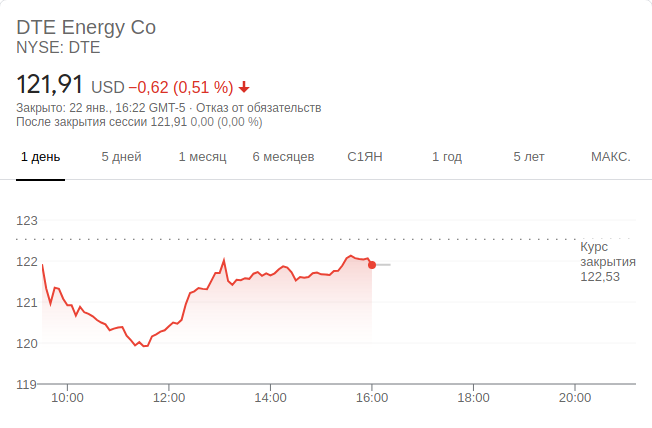 DTE Energy Co
NYSE: DTE
121,91 USD −0,62 (0,51 %)
Закрыто: 22 янв., 16:22 GMT-5 · Отказ от обязательств
После закрытия сессии 121,91 0,00 (0,00 %)
1 день 5 дней 1 месяц 6 месяцев С1ЯН 1 год 5 лет МАКС.
123
Курс
122 закрытия
122,53
121
120
119
10:00 12:00 14:00 16:00 18:00 20:00